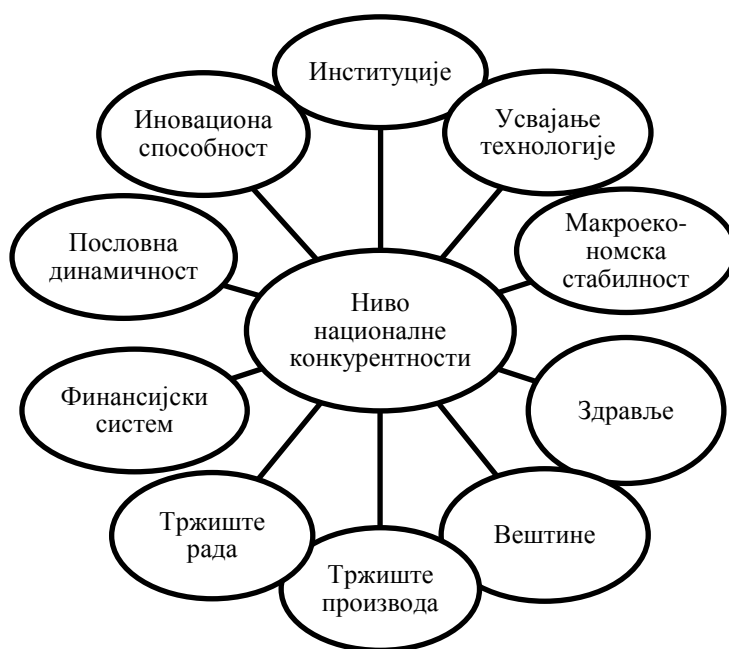 Институције
Усвајање
технологије
Макроеко-
номска
стабилност
Здравље
Вештине
Тржиште
производа
Тржиште
рада
Финансијски
систем
Пословна
динамичност
Иновациона
способност
Ниво
националне
конкурентности